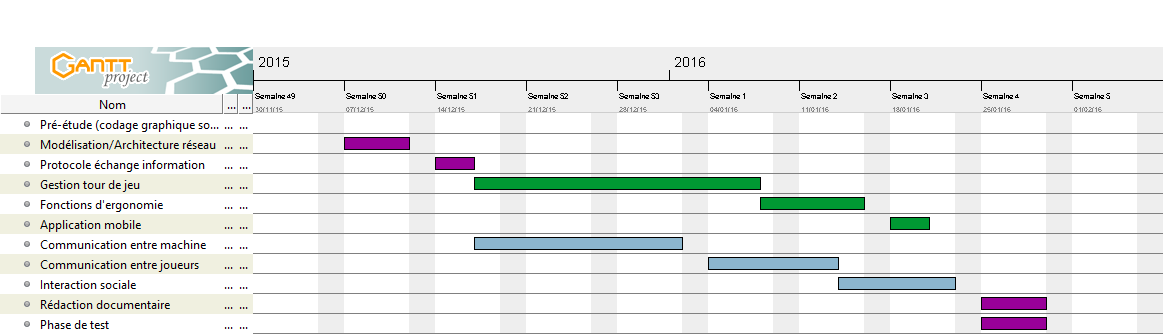 GANTT
project
2015
2016
Semaine 49
Semaine 50
Semaine 51
Semaine 52
Semaine 53
Semaine 1
Semaine 2
Semaine 3
Semaine 4
Semaine 5
Nom
... ...
30/11/15
07/12/15
14/12/15
21/12/15
28/12/15
04/01/16
11/01/16
18/01/16
25/01/16
01/02/16
Pré-étude (codage graphique so... ... ...
Modélisation/Architecture réseau ... ...
Protocole échange information ... ...
Gestion tour de jeu ... ...
Fonctions d'ergonomie ... ...
Application mobile ... ...
Communication entre machine ... ...
Communication entre joueurs ... ...
Interaction sociale ... ...
Rédaction documentaire ... ...
Phase de test ... ...